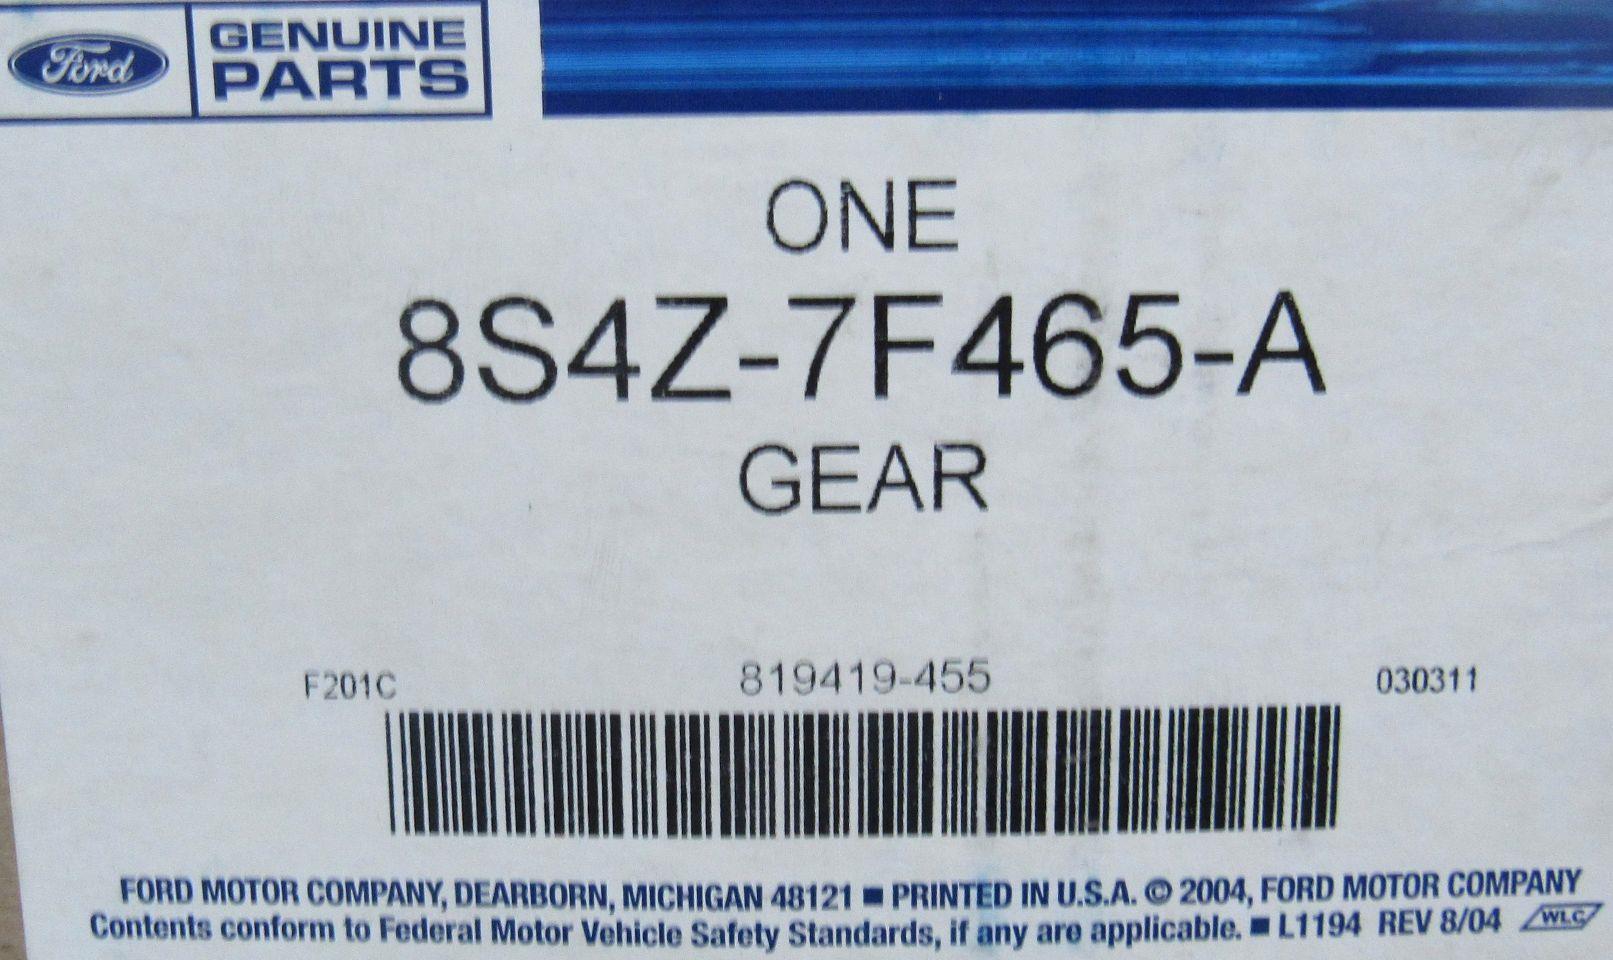 Ford GENUINE
PARTS
ONE
8S4Z-7F465-A
GEAR
F201C 819419-455 030311
FORD MOTOR COMPANY, DEARBORN, MICHIGAN 48121 ■ PRINTED IN U.S.A. © 2004, FORD MOTOR COMPANY
Contents conform to Federal Motor Vehicle Safety Standards, if any are applicable. ■ L1194 REV 8/04 WLC